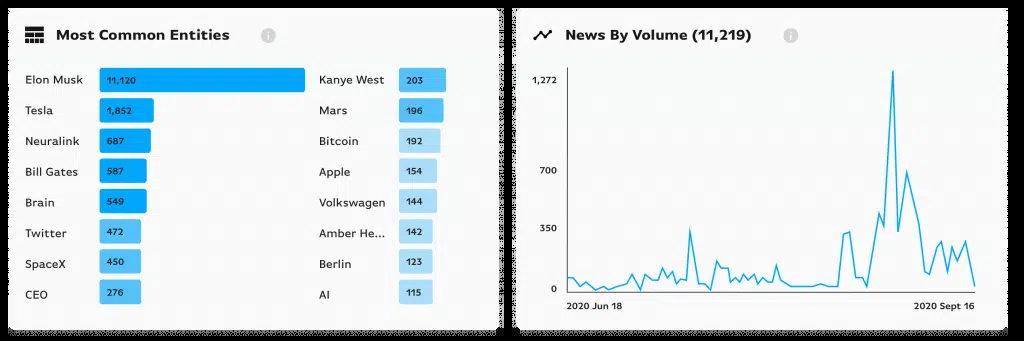 Most Common Entities
Elon Musk 11,120
Tesla 1,852
Neuralink 687
Bill Gates 587
Brain 549
Twitter 472
SpaceX 450
CEO 276
Kanye West 203
Mars 196
Bitcoin 192
Apple 154
Volkswagen 144
Amber He... 142
Berlin 123
AI 115
News By Volume (11,219)
1,272
700
350
0
2020 Jun 18 2020 Sept 16